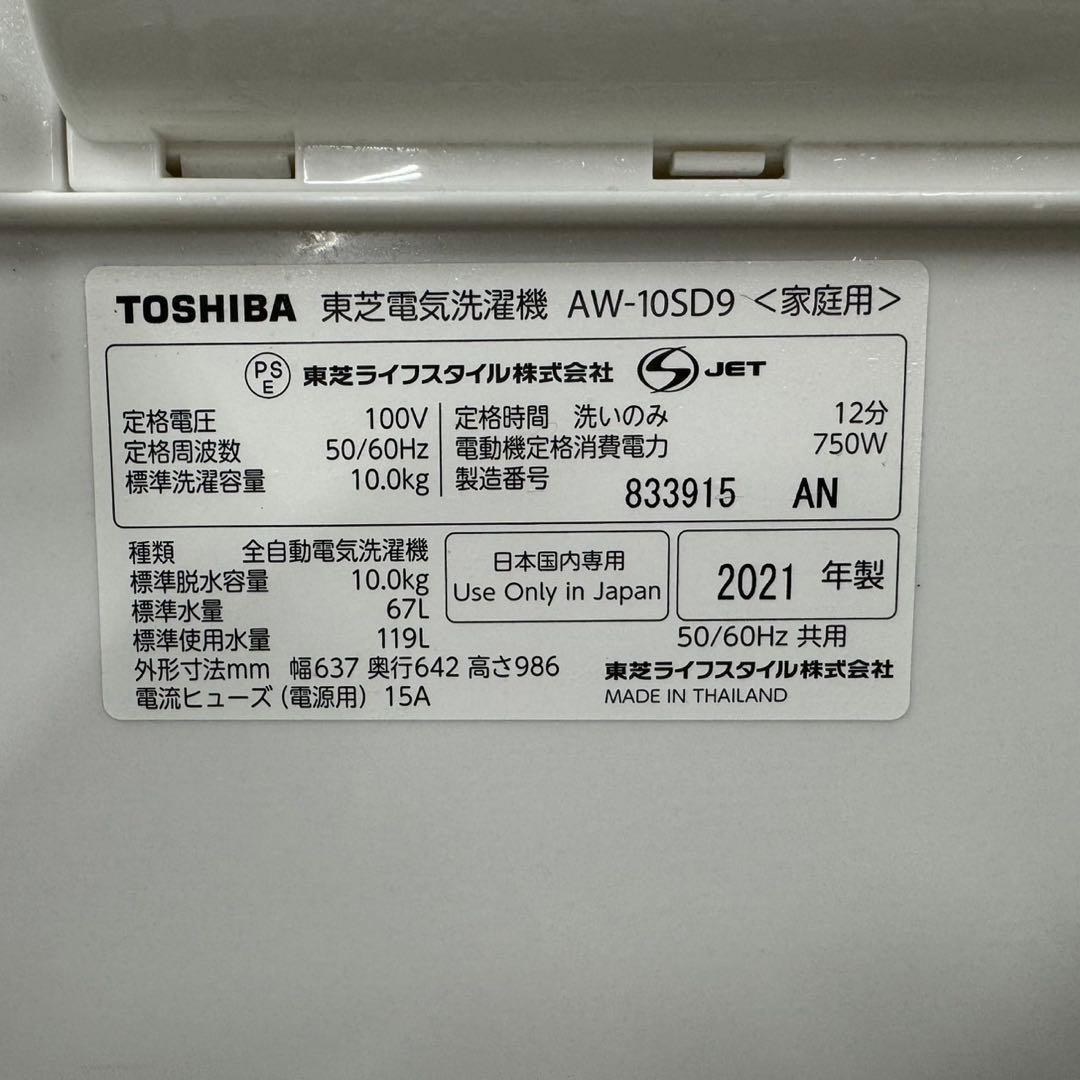 TOSHIBA 東芝電気洗濯機 AW-10SD9 <家庭用>
PSE 東芝ライフスタイル株式会社 S JET
定格電圧 100V
定格周波数 50/60Hz
標準洗濯容量 10.0kg
定格時間 洗いのみ 12分
電動機定格消費電力 750W
製造番号 833915 AN
種類 全自動電気洗濯機
標準脱水容量 10.0kg
標準水量 67L
標準使用水量 119L
外形寸法mm 幅637 奥行642 高さ986
電流ヒューズ (電源用) 15A
日本国内専用
Use Only in Japan
2021 年製
50/60Hz 共用
東芝ライフスタイル株式会社
MADE IN THAILAND